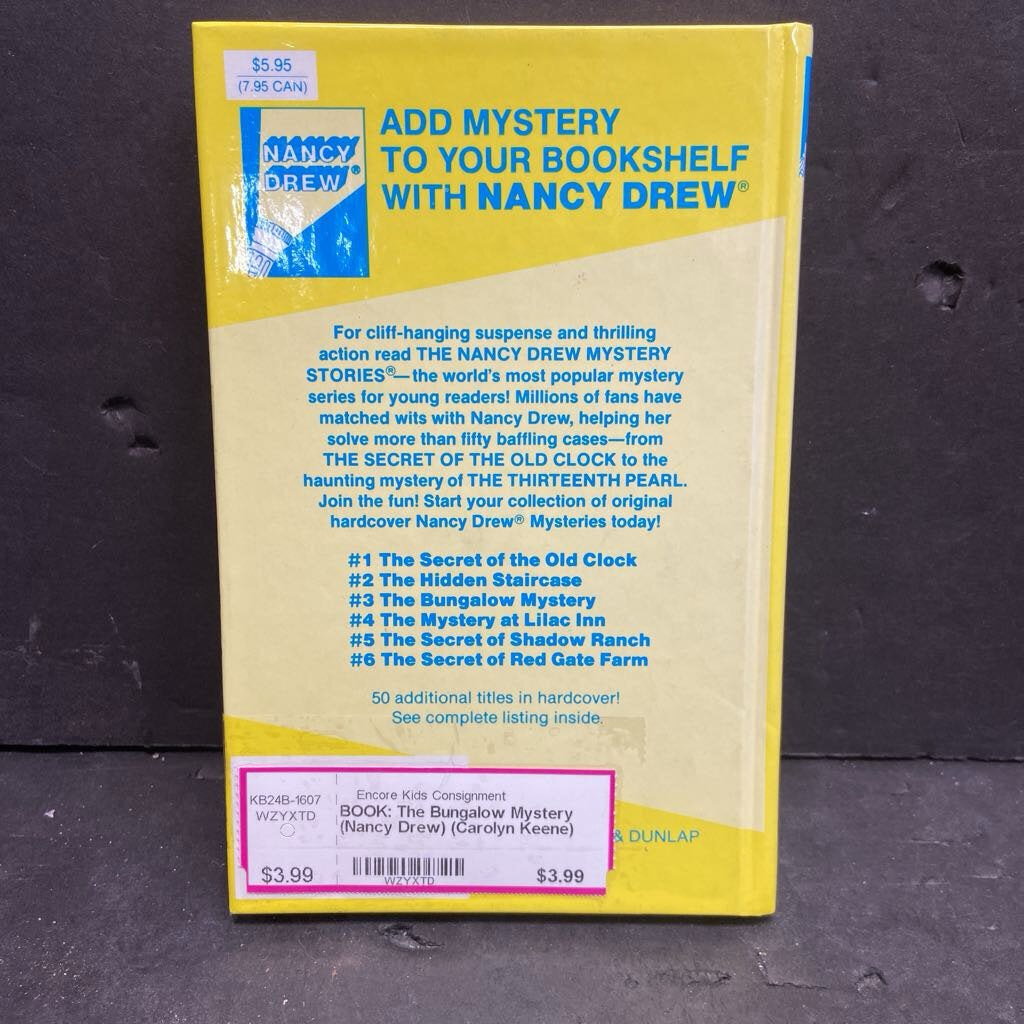 $5.95
(7.95 CAN)
NANCY
DREW®
ADD MYSTERY
TO YOUR BOOKSHELF
WITH NANCY DREW®
For cliff-hanging suspense and thrilling
action read THE NANCY DREW MYSTERY
STORIES®—the world's most popular mystery
series for young readers! Millions of fans have
matched wits with Nancy Drew, helping her
solve more than fifty baffling cases—from
THE SECRET OF THE OLD CLOCK to the
haunting mystery of THE THIRTEENTH PEARL.
Join the fun! Start your collection of original
hardcover Nancy Drew® Mysteries today!
#1 The Secret of the Old Clock
#2 The Hidden Staircase
#3 The Bungalow Mystery
#4 The Mystery at Lilac Inn
#5 The Secret of Shadow Ranch
#6 The Secret of Red Gate Farm
50 additional titles in hardcover!
See complete listing inside.
& DUNLAP
KB24B-1607
WZYXTD
$3.99
Encore Kids Consignment
BOOK: The Bungalow Mystery
(Nancy Drew) (Carolyn Keene)
WZYXTD
$3.99